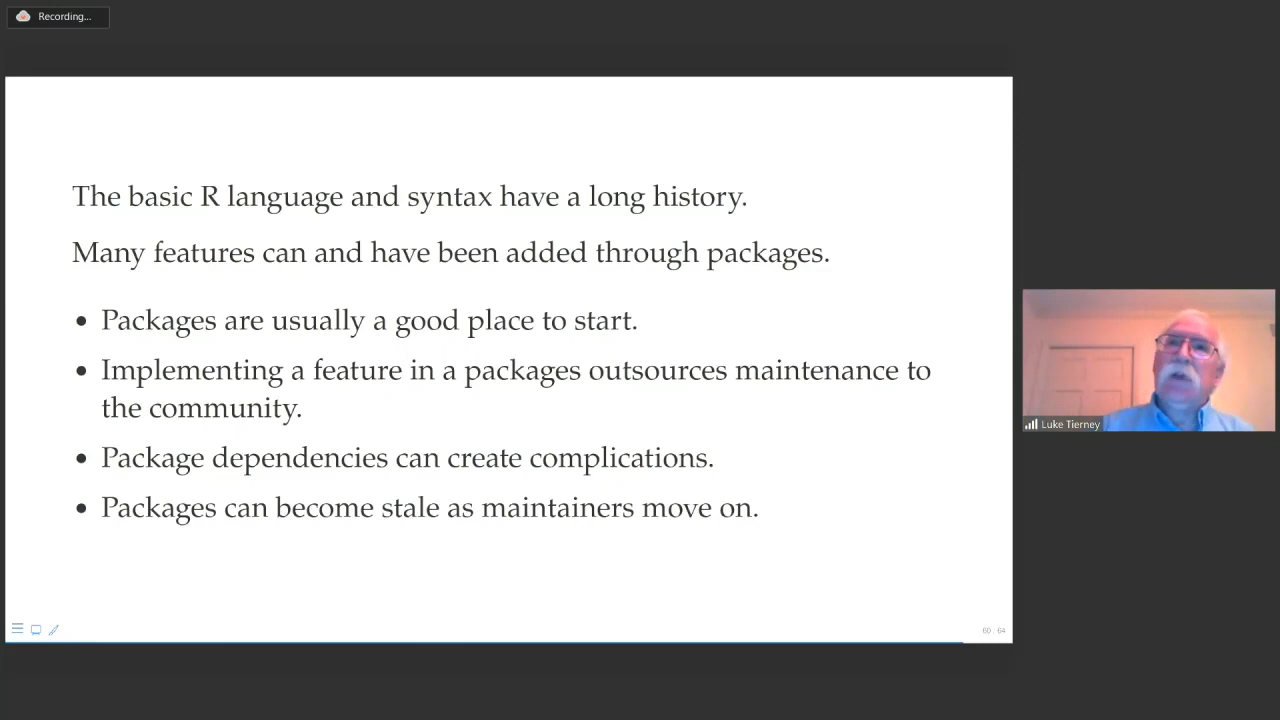 Recording...
The basic R language and syntax have a long history.
Many features can and have been added through packages.
• Packages are usually a good place to start.
• Implementing a feature in a packages outsources maintenance to
the community.
• Package dependencies can create complications.
• Packages can become stale as maintainers move on.
Luke Tierney
60 / 64